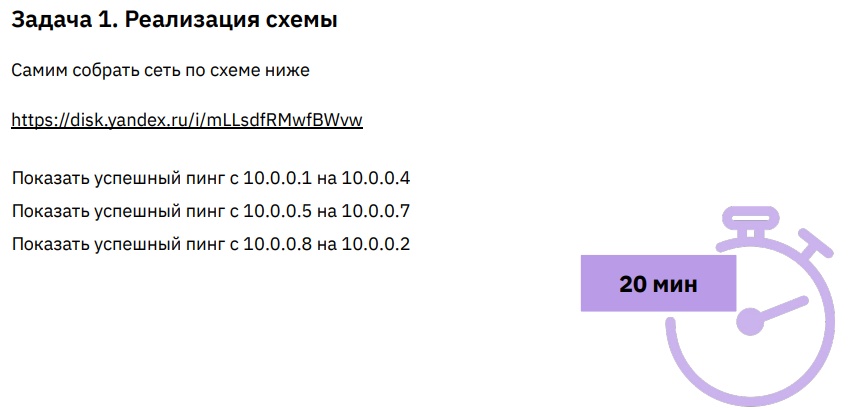 Задача 1. Реализация схемы
Самим собрать сеть по схеме ниже
https://disk.yandex.ru/i/mLLsdfRMwfBWvw
Показать успешный пинг с 10.0.0.1 на 10.0.0.4
Показать успешный пинг с 10.0.0.5 на 10.0.0.7
Показать успешный пинг с 10.0.0.8 на 10.0.0.2
20 мин